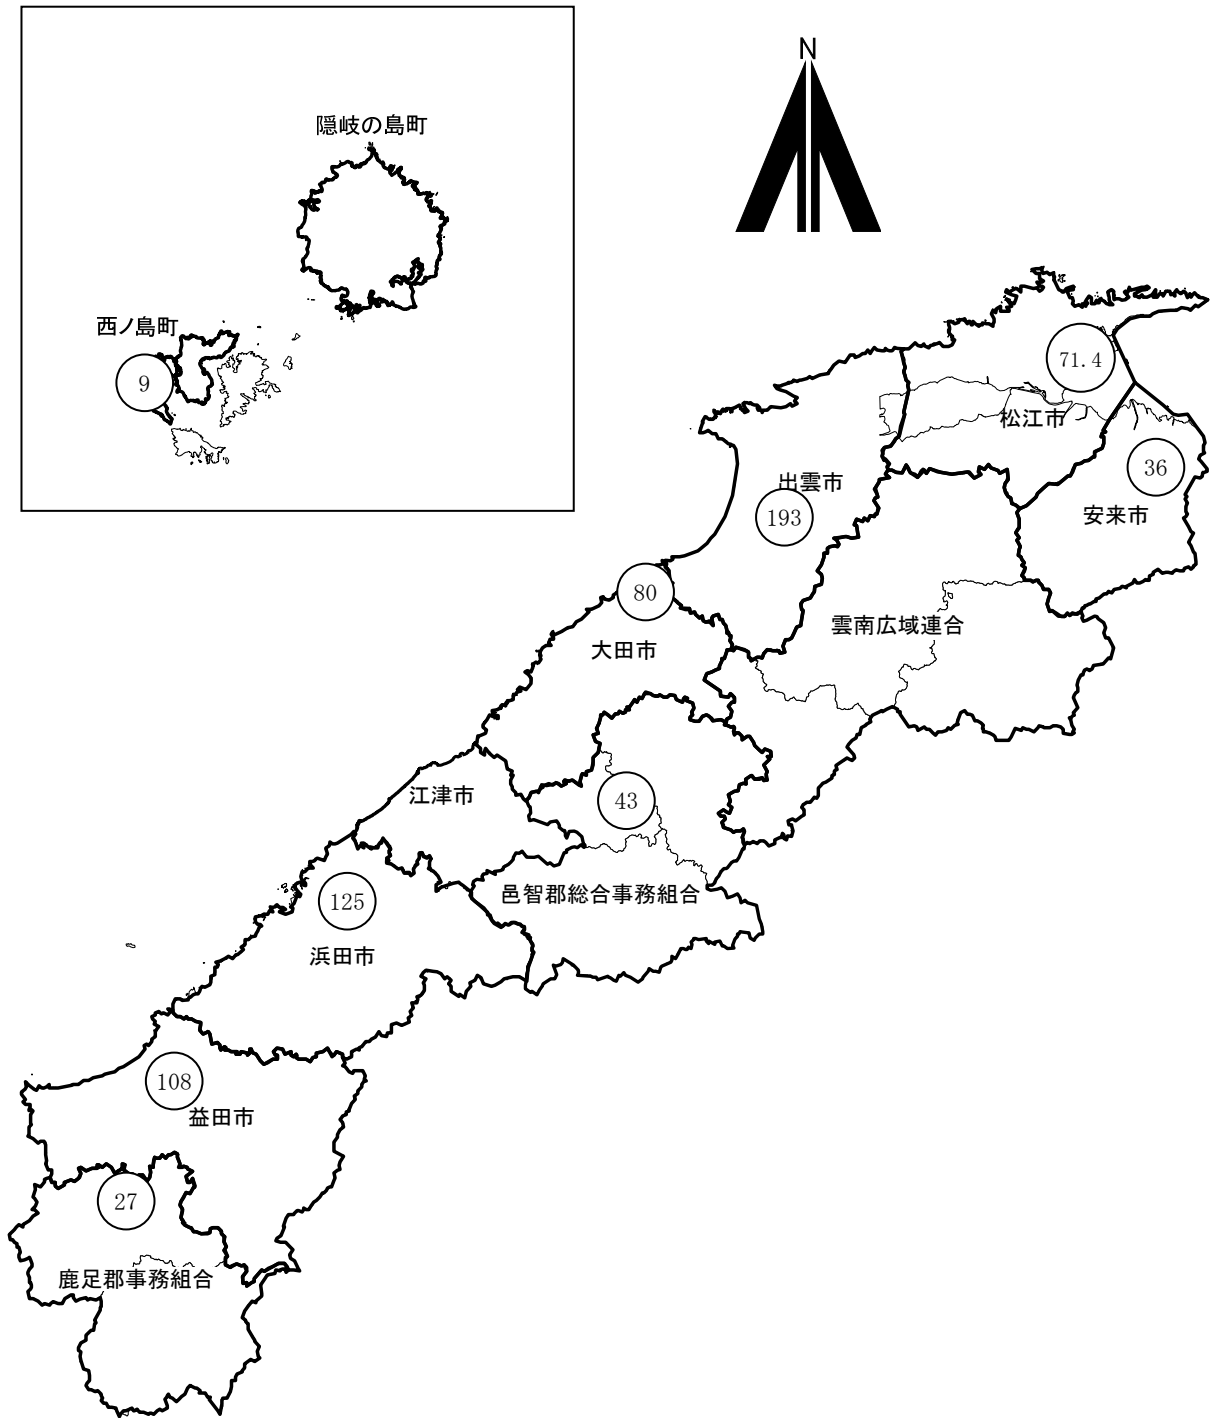 N
隠岐の島町
西ノ島町
9
71.4
松江市
36
安来市
出雲市
193
80
大田市
雲南広域連合
江津市
43
邑智郡総合事務組合
125
浜田市
108
益田市
27
鹿足郡事務組合